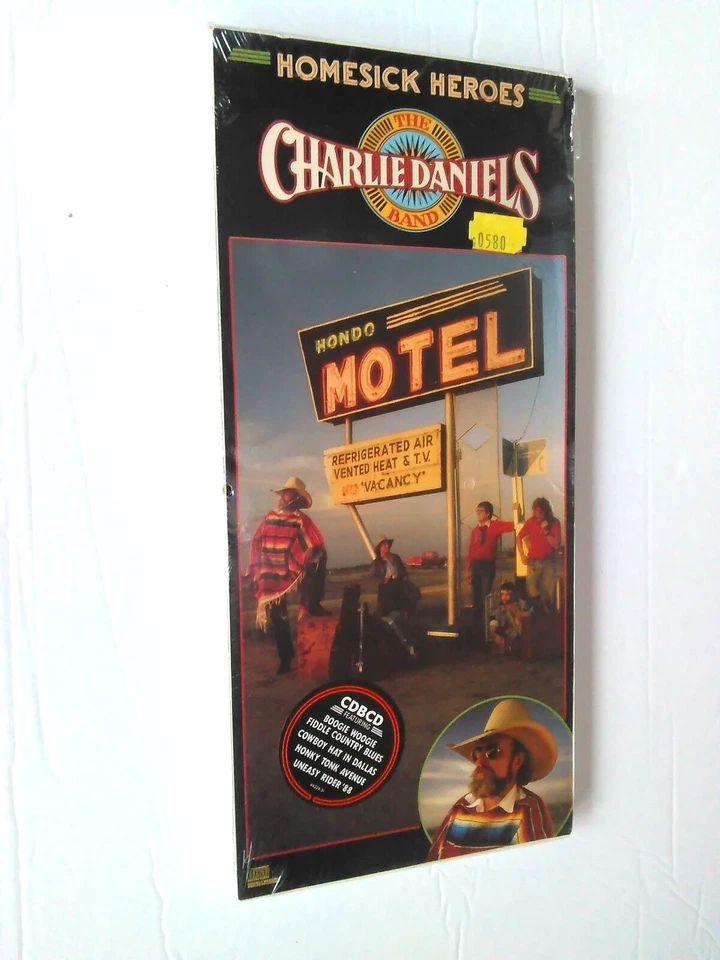 HOMESICK HEROES
THE
CHARLIE DANIELS
BAND
0580
HONDO
MOTEL
REFRIGERATED AIR
VENTED HEAT & T.V.
NO "VACANCY"
CDBCD
FEATURING
BOOGIE WOOGIE
FIDDLE COUNTRY BLUES
COWBOY HAT IN DALLAS
HONKY TONK AVENUE
UNEASY RIDER '88